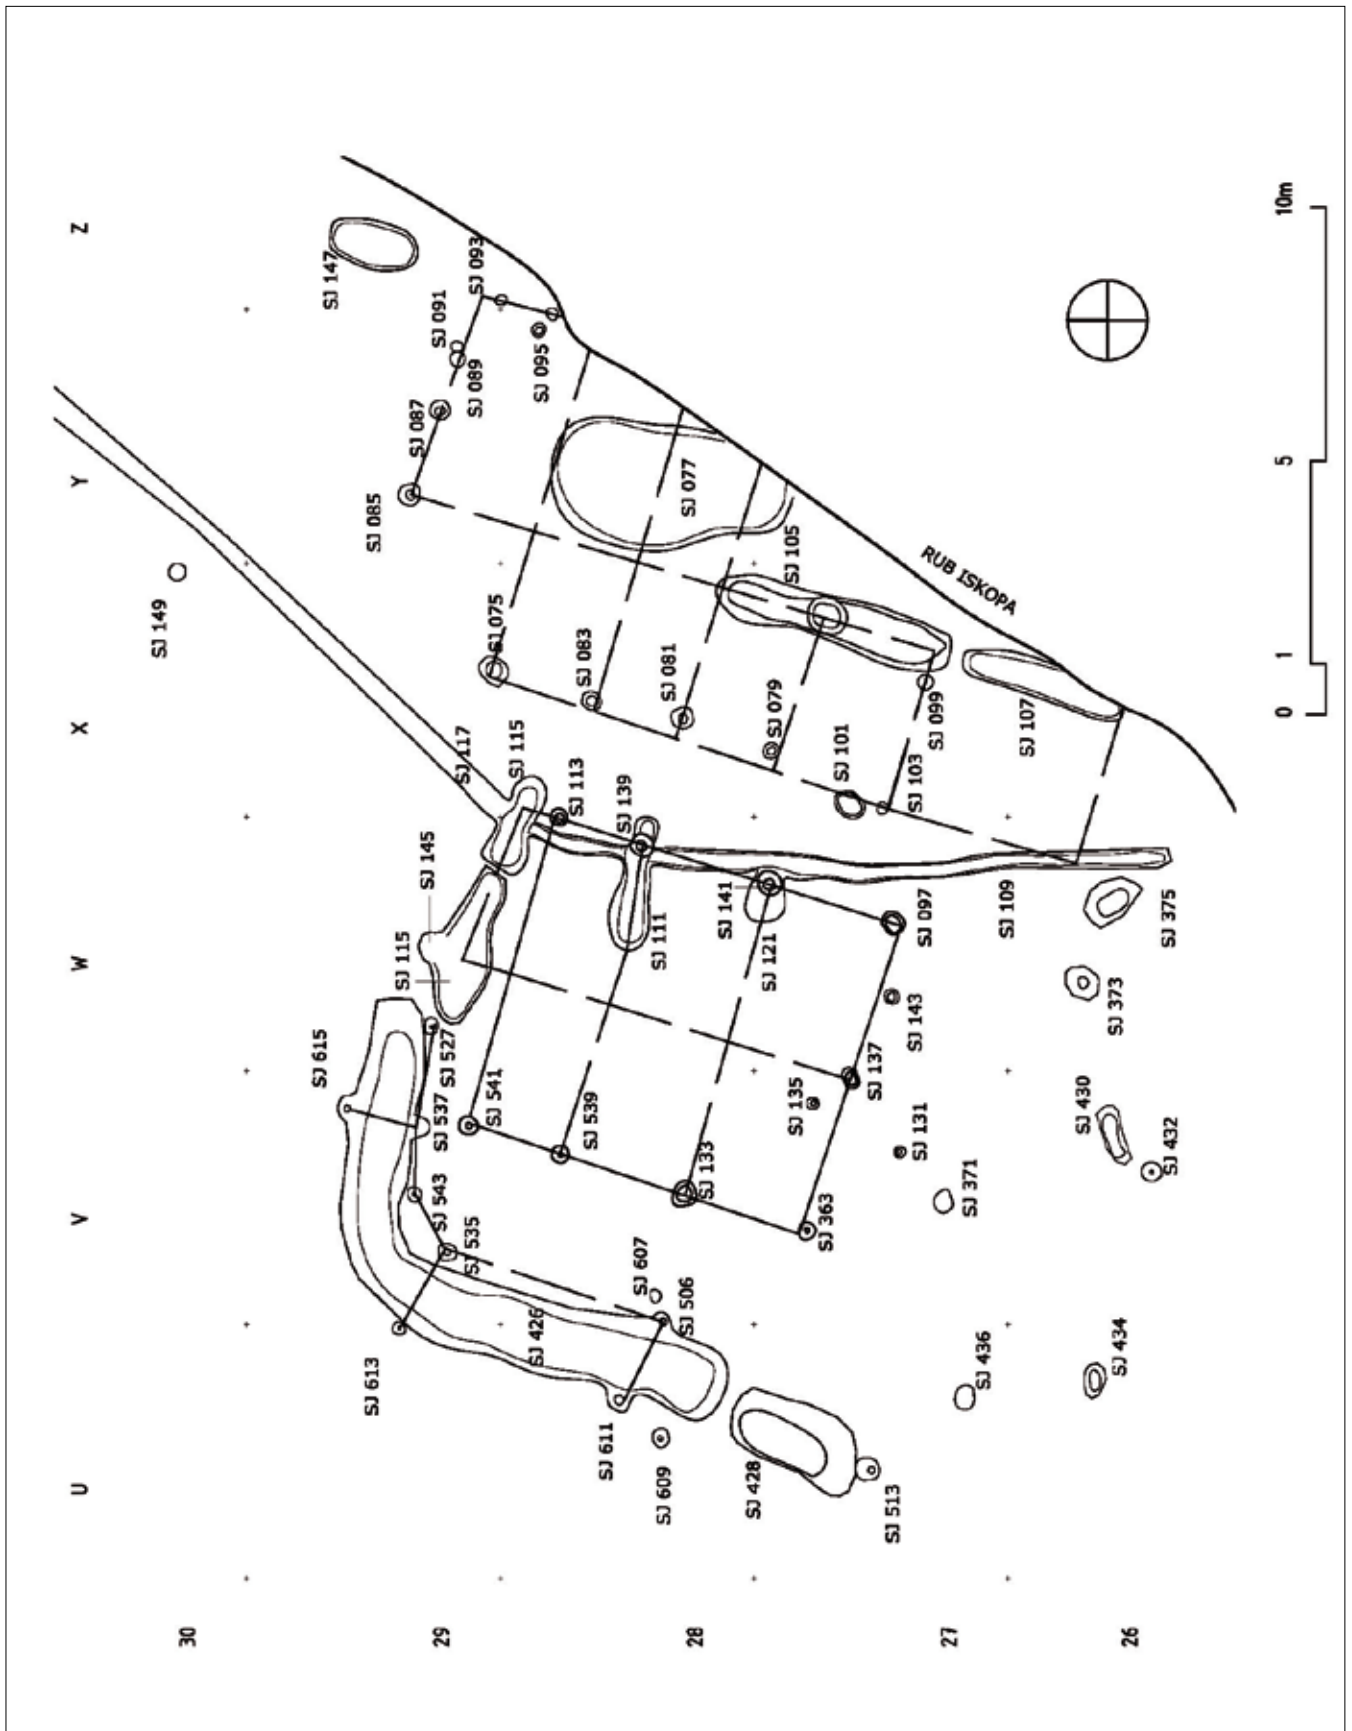 U
V
W
X
Y
Z
30
29
28
27
26
SJ 147
SJ 149
SJ 093
SJ 091
SJ 089
SJ 095
SJ 087
SJ 085
SJ 077
SJ 105
RUB ISKOPA
SJ 075
SJ 083
SJ 081
SJ 079
SJ 101
SJ 099
SJ 103
SJ 107
SJ 117
SJ 115
SJ 113
SJ 139
SJ 145
SJ 115
SJ 111
SJ 141
SJ 121
SJ 097
SJ 109
SJ 375
SJ 373
SJ 143
SJ 137
SJ 135
SJ 131
SJ 371
SJ 430
SJ 432
SJ 615
SJ 527
SJ 537
SJ 541
SJ 539
SJ 543
SJ 535
SJ 133
SJ 363
SJ 607
SJ 506
SJ 426
SJ 613
SJ 611
SJ 609
SJ 428
SJ 513
SJ 436
SJ 434
0
1
5
10m